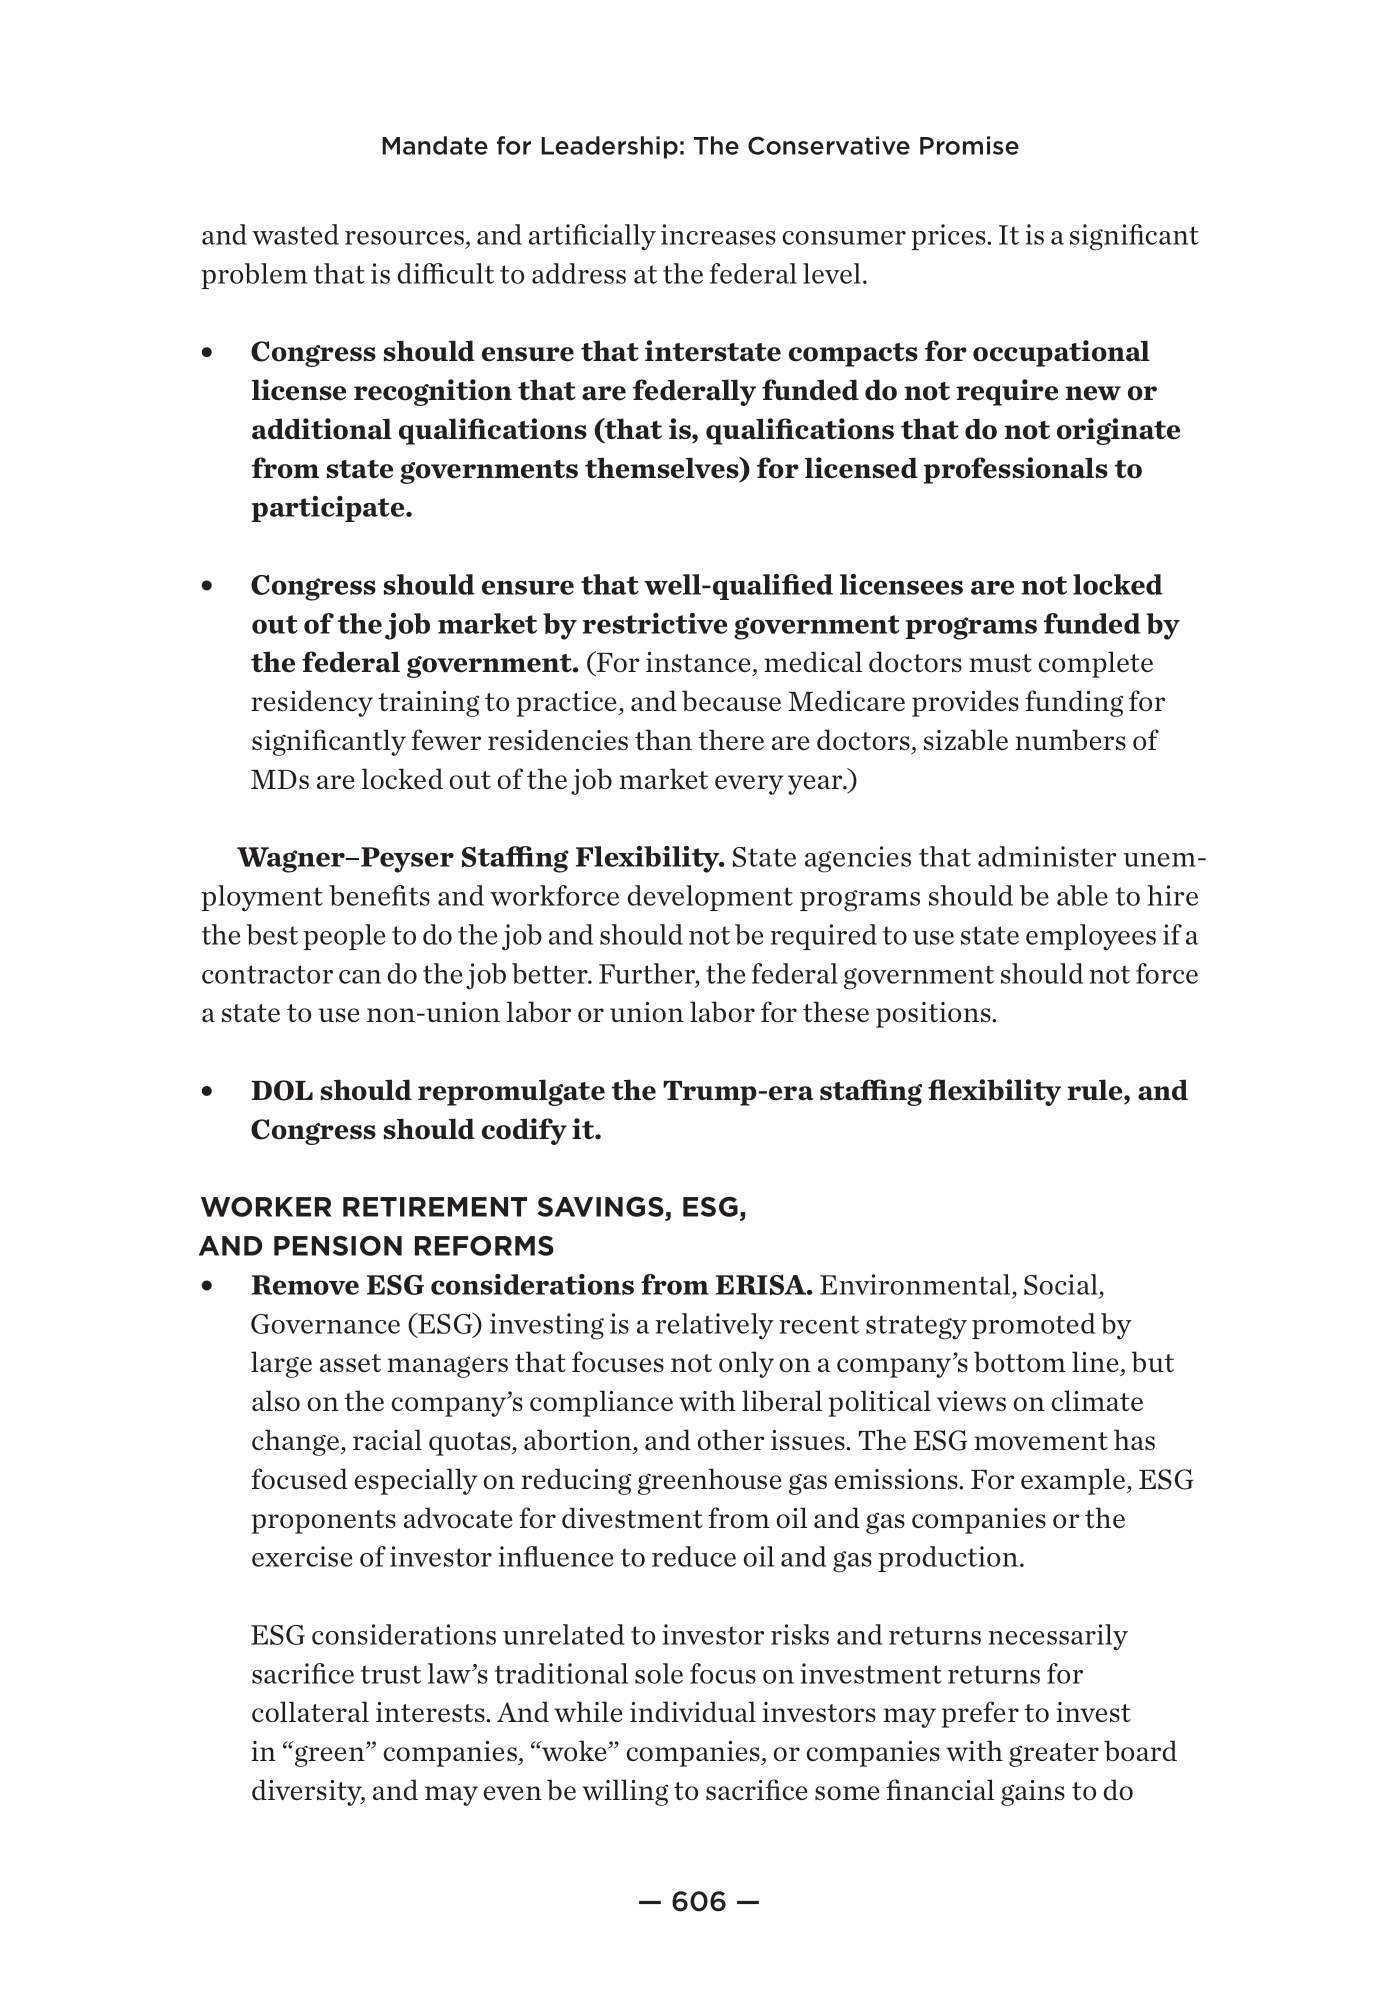 Mandate for Leadership: The Conservative Promise
and wasted resources, and artificially increases consumer prices. It is a significant
problem that is difficult to address at the federal level.
• Congress should ensure that interstate compacts for occupational
license recognition that are federally funded do not require new or
additional qualifications (that is, qualifications that do not originate
from state governments themselves) for licensed professionals to
participate.
• Congress should ensure that well-qualified licensees are not locked
out of the job market by restrictive government programs funded by
the federal government. (For instance, medical doctors must complete
residency training to practice, and because Medicare provides funding for
significantly fewer residencies than there are doctors, sizable numbers of
MDs are locked out of the job market every year.)
Wagner–Peyser Staffing Flexibility. State agencies that administer unem-
ployment benefits and workforce development programs should be able to hire
the best people to do the job and should not be required to use state employees if a
contractor can do the job better. Further, the federal government should not force
a state to use non-union labor or union labor for these positions.
• DOL should repromulgate the Trump-era staffing flexibility rule, and
Congress should codify it.
WORKER RETIREMENT SAVINGS, ESG,
AND PENSION REFORMS
• Remove ESG considerations from ERISA. Environmental, Social,
Governance (ESG) investing is a relatively recent strategy promoted by
large asset managers that focuses not only on a company’s bottom line, but
also on the company’s compliance with liberal political views on climate
change, racial quotas, abortion, and other issues. The ESG movement has
focused especially on reducing greenhouse gas emissions. For example, ESG
proponents advocate for divestment from oil and gas companies or the
exercise of investor influence to reduce oil and gas production.
ESG considerations unrelated to investor risks and returns necessarily
sacrifice trust law’s traditional sole focus on investment returns for
collateral interests. And while individual investors may prefer to invest
in “green” companies, “woke” companies, or companies with greater board
diversity, and may even be willing to sacrifice some financial gains to do
— 606 —